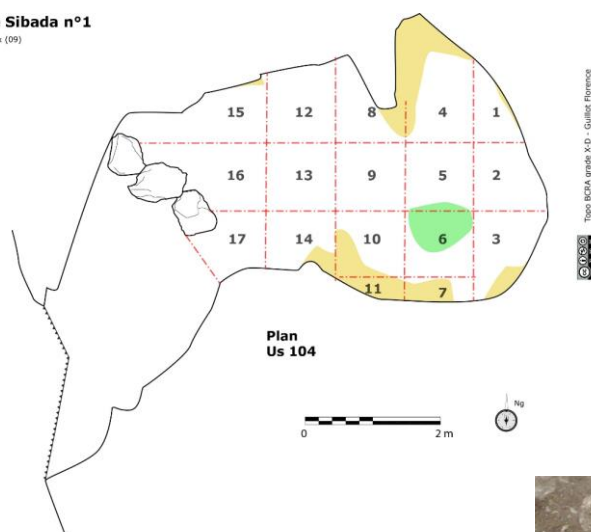 Sibada n°1
(09)
15 12 8 4 1
16 13 9 5 2
17 14 10 6 3
11 7
Plan
Us 104
0 2 m
Ng
Topo BCRA grade X-D - Guillot Florence
cc